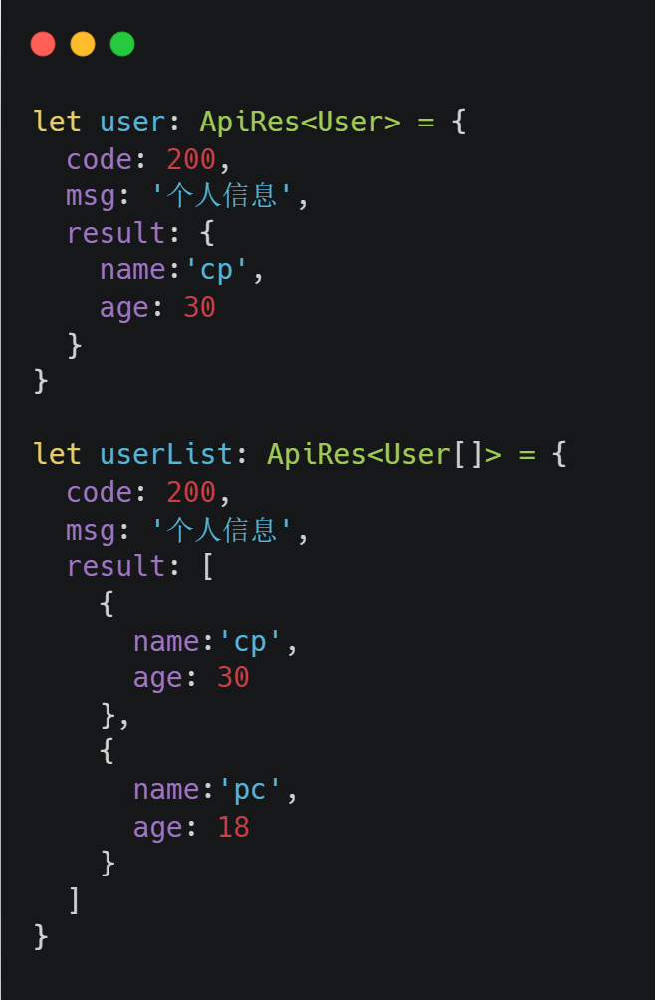 let user: ApiRes<User> = {
  code: 200,
  msg: '个人信息',
  result: {
    name:'cp',
    age: 30
  }
}

let userList: ApiRes<User[]> = {
  code: 200,
  msg: '个人信息',
  result: [
    {
      name:'cp',
      age: 30
    },
    {
      name:'pc',
      age: 18
    }
  ]
}